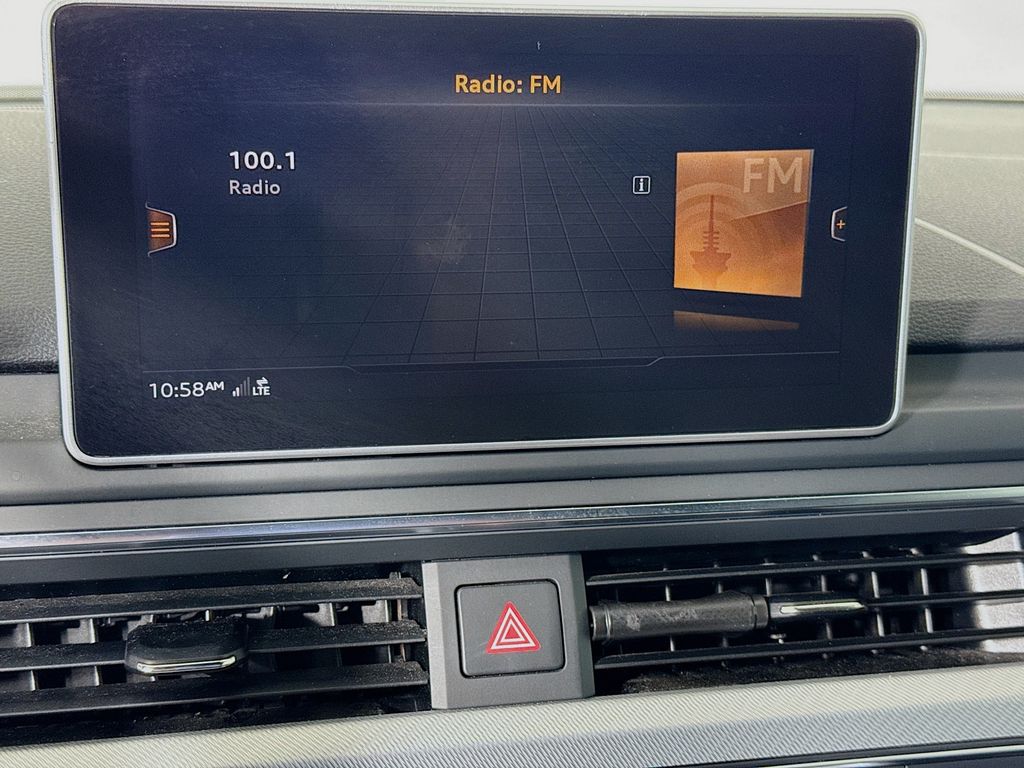 Radio: FM
100.1
Radio
i
FM
+
10:58AM LTE